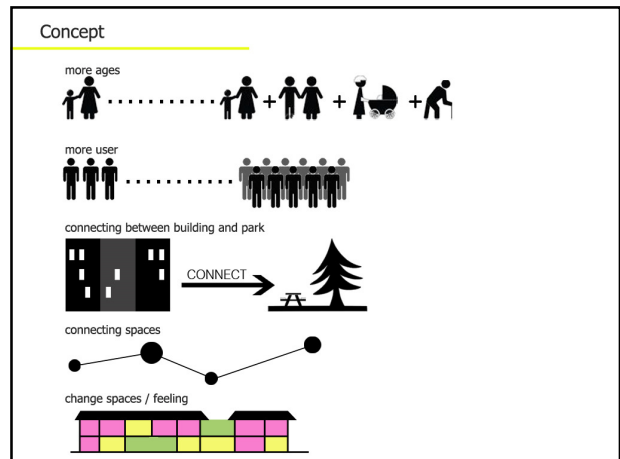 Concept
more ages
+ + +
more user
connecting between building and park
CONNECT
connecting spaces
change spaces / feeling